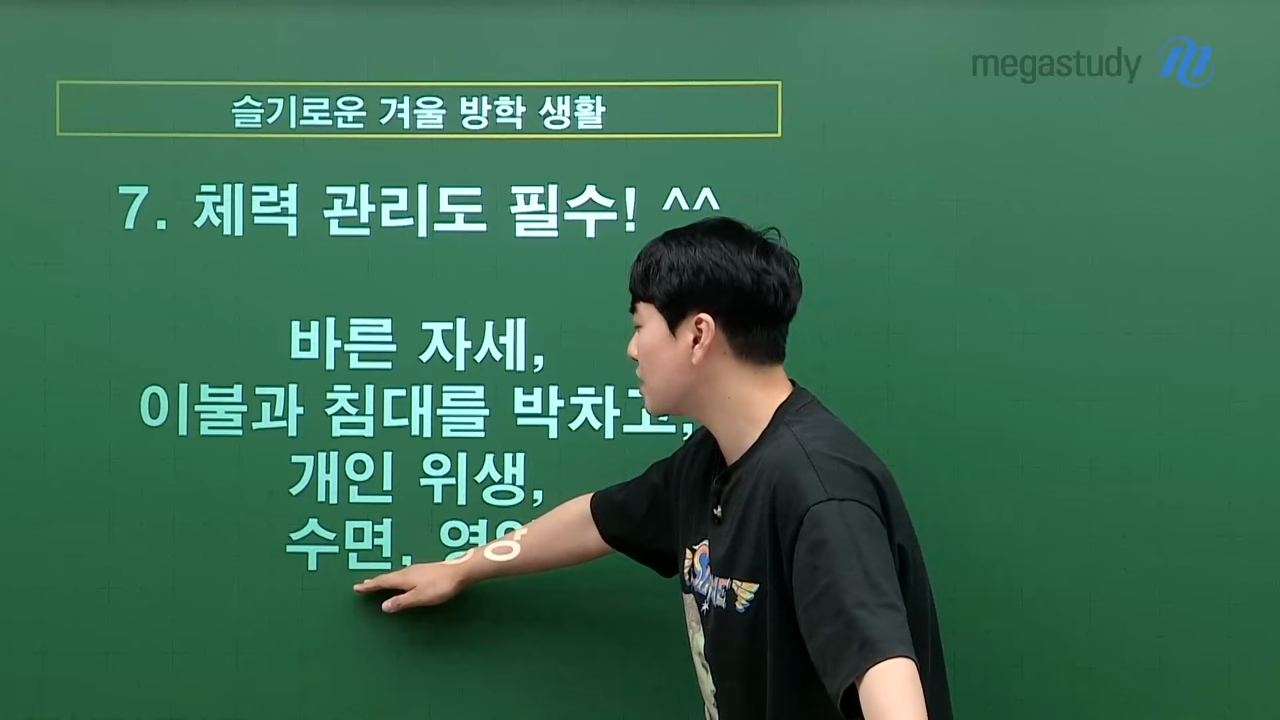 megastudy
슬기로운 겨울 방학 생활
7. 체력 관리도 필수! ^^
바른 자세,
이불과 침대를 박차고,
개인 위생,
수면, 영양